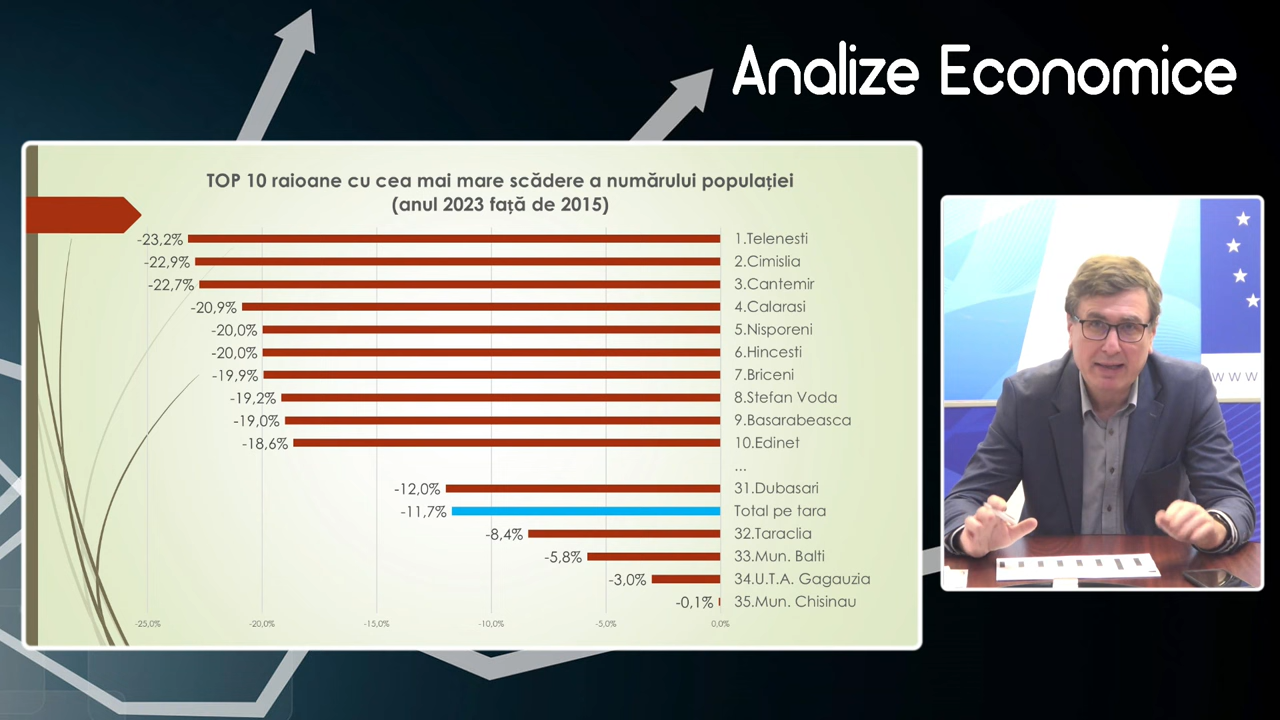 Analize Economice
TOP 10 raioane cu cea mai mare scădere a numărului populației
(anul 2023 față de 2015)
-23,2% 1.Telenesti
-22,9% 2.Cimislia
-22,7% 3.Cantemir
-20,9% 4.Calarasi
-20,0% 5.Nisporeni
-20,0% 6.Hincesti
-19,9% 7.Briceni
-19,2% 8.Stefan Voda
-19,0% 9.Basarabeasca
-18,6% 10.Edinet
...
-12,0% 31.Dubasari
-11,7% Total pe tara
-8,4% 32.Taraclia
-5,8% 33.Mun. Balti
-3,0% 34.U.T.A. Gagauzia
-0,1% 35.Mun. Chisinau
-25,0% -20,0% -15,0% -10,0% -5,0% 0,0%
WWW